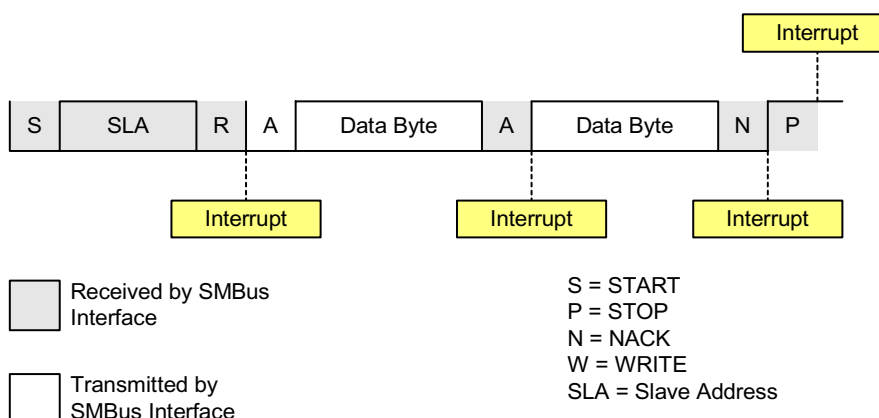 Interrupt
S SLA R A Data Byte A Data Byte N P
Interrupt Interrupt Interrupt
Received by SMBus
Interface
Transmitted by
SMBus Interface
S = START
P = STOP
N = NACK
W = WRITE
SLA = Slave Address